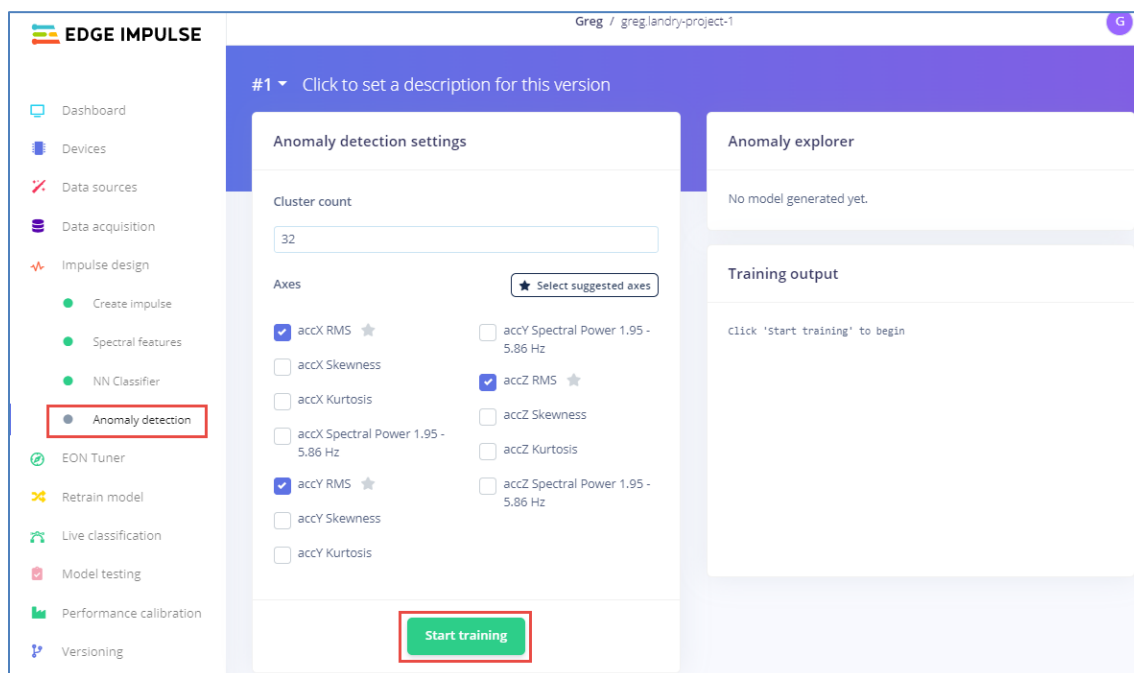 EDGE IMPULSE
Greg / greg.landry-project-1
G
#1 Click to set a description for this version
Dashboard
Devices
Data sources
Data acquisition
Impulse design
Create impulse
Spectral features
NN Classifier
Anomaly detection
EON Tuner
Retrain model
Live classification
Model testing
Performance calibration
Versioning
Anomaly detection settings
Cluster count
32
Axes
Select suggested axes
accX RMS
accX Skewness
accX Kurtosis
accX Spectral Power 1.95 -
5.86 Hz
accY RMS
accY Skewness
accY Kurtosis
accY Spectral Power 1.95 -
5.86 Hz
accZ RMS
accZ Skewness
accZ Kurtosis
accZ Spectral Power 1.95 -
5.86 Hz
Start training
Anomaly explorer
No model generated yet.
Training output
Click 'Start training' to begin